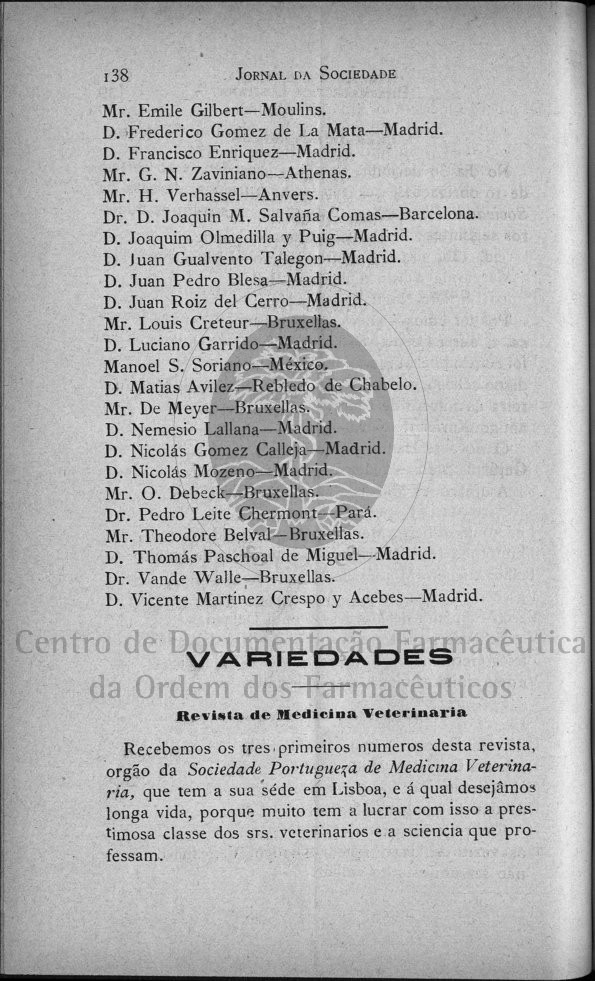 138 JORNAL DA SOCIEDADE
Mr. Emile Gilbert—Moulins.
D. Frederico Gomez de La Mata—Madrid.
D. Francisco Enriquez—Madrid.
Mr. G. N. Zaviniano—Athenas.
Mr. H. Verhassel—Anvers.
Dr. D. Joaquin M. Salvaña Comas—Barcelona.
D. Joaquim Olmedilla y Puig—Madrid.
D. Juan Gualvento Talegon—Madrid.
D. Juan Pedro Blesa—Madrid.
D. Juan Roiz del Cerro—Madrid.
Mr. Louis Creteur—Bruxellas.
D. Luciano Garrido—Madrid.
Manoel S. Soriano—México.
D. Matias Avilez—Rebledo de Chabelo.
Mr. De Meyer—Bruxellas.
D. Nemesio Lallana—Madrid.
D. Nicolás Gomez Calleja—Madrid.
D. Nicolás Mozeno—Madrid.
Mr. O. Debeck—Bruxellas.
Dr. Pedro Leite Chermont—Pará.
Mr. Theodore Belval—Bruxellas.
D. Thomás Paschoal de Miguel—Madrid.
Dr. Vande Walle—Bruxellas.
D. Vicente Martinez Crespo y Acebes—Madrid.
Centro de Documentação Farmacêutica
VARIEDADES
da Ordem dos Farmacêuticos
Revista de Medicina Veterinaria
Recebemos os tres primeiros numeros desta revista,
orgão da Sociedade Portugueza de Medicina Veterina-
ria, que tem a sua séde em Lisboa, e á qual desejâmos
longa vida, porque muito tem a lucrar com isso a pres-
timosa classe dos srs. veterinarios e a sciencia que pro-
fessam.